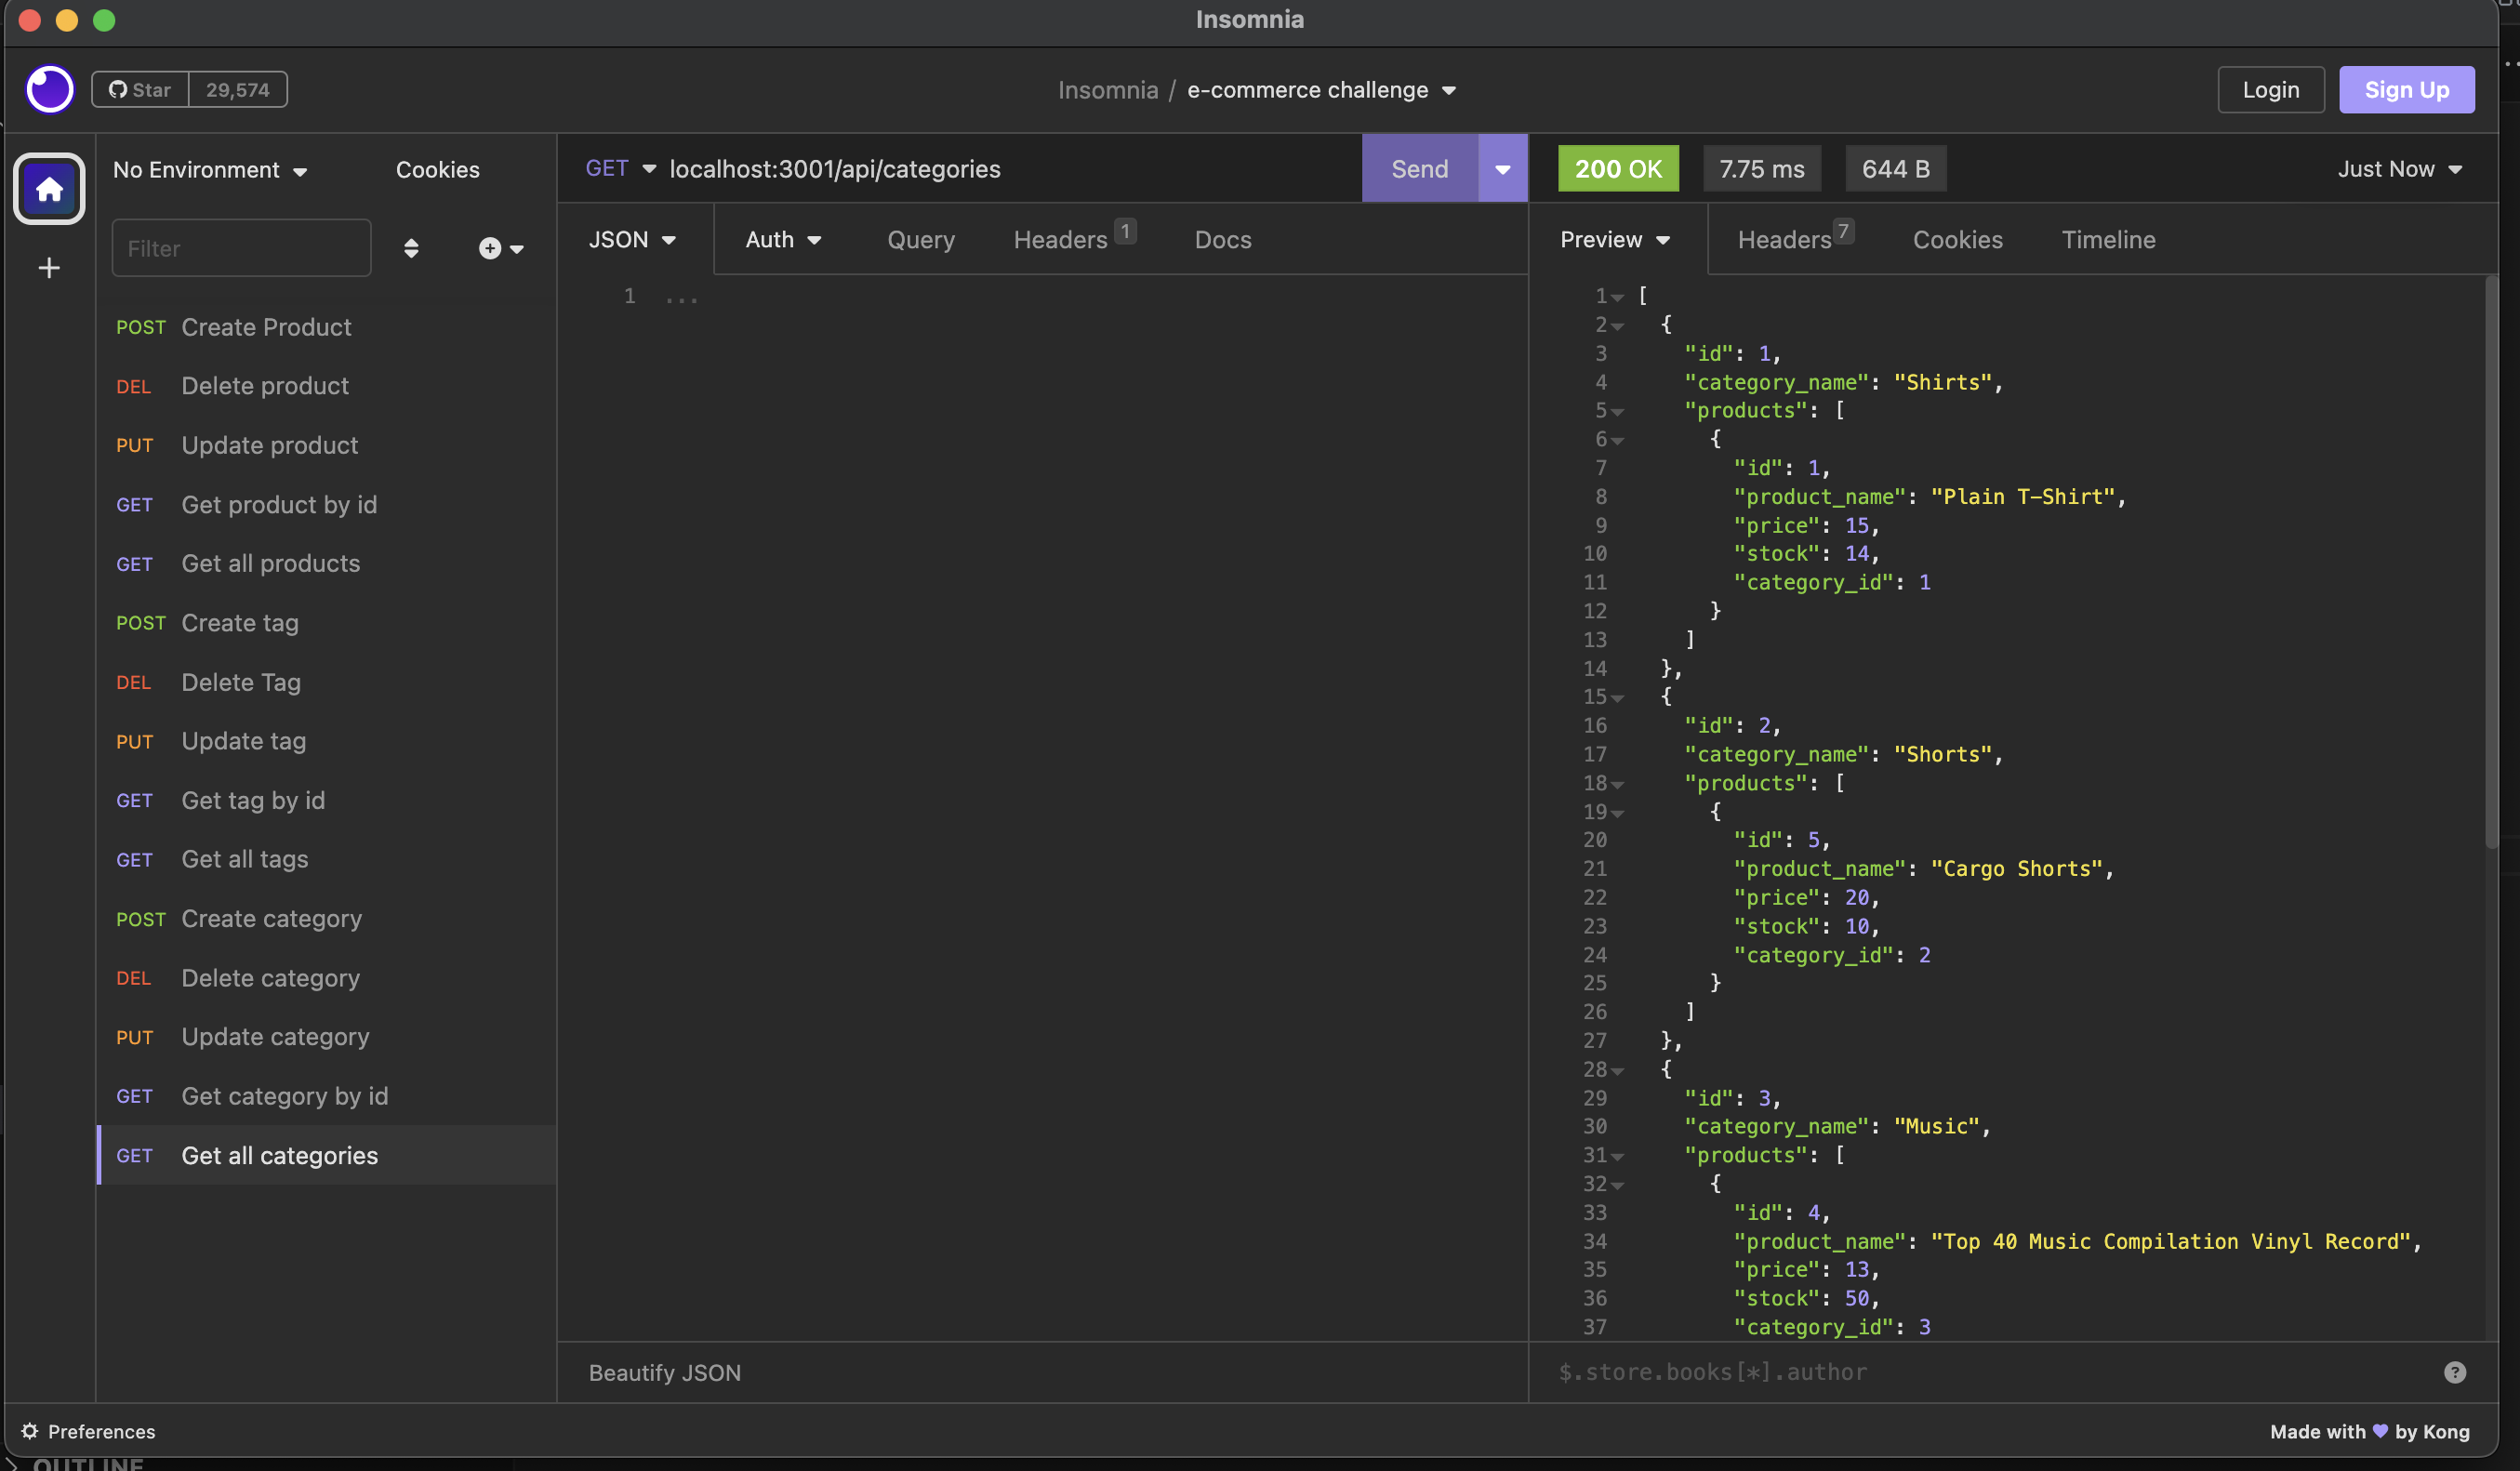 Insomnia
Star 29,574
Insomnia / e-commerce challenge
Login
Sign Up
No Environment
Cookies
Filter
POST Create Product
DEL Delete product
PUT Update product
GET Get product by id
GET Get all products
POST Create tag
DEL Delete Tag
PUT Update tag
GET Get tag by id
GET Get all tags
POST Create category
DEL Delete category
PUT Update category
GET Get category by id
GET Get all categories
GET localhost:3001/api/categories
Send
JSON Auth Query Headers 1 Docs
1 ...
Beautify JSON
200 OK 7.75 ms 644 B Just Now
Preview Headers 7 Cookies Timeline
1 [
2 {
3 "id": 1,
4 "category_name": "Shirts",
5 "products": [
6 {
7 "id": 1,
8 "product_name": "Plain T-Shirt",
9 "price": 15,
10 "stock": 14,
11 "category_id": 1
12 }
13 ]
14 },
15 {
16 "id": 2,
17 "category_name": "Shorts",
18 "products": [
19 {
20 "id": 5,
21 "product_name": "Cargo Shorts",
22 "price": 20,
23 "stock": 10,
24 "category_id": 2
25 }
26 ]
27 },
28 {
29 "id": 3,
30 "category_name": "Music",
31 "products": [
32 {
33 "id": 4,
34 "product_name": "Top 40 Music Compilation Vinyl Record",
35 "price": 13,
36 "stock": 50,
37 "category_id": 3
$.store.books[*].author
Preferences
Made with by Kong
OUTLINE